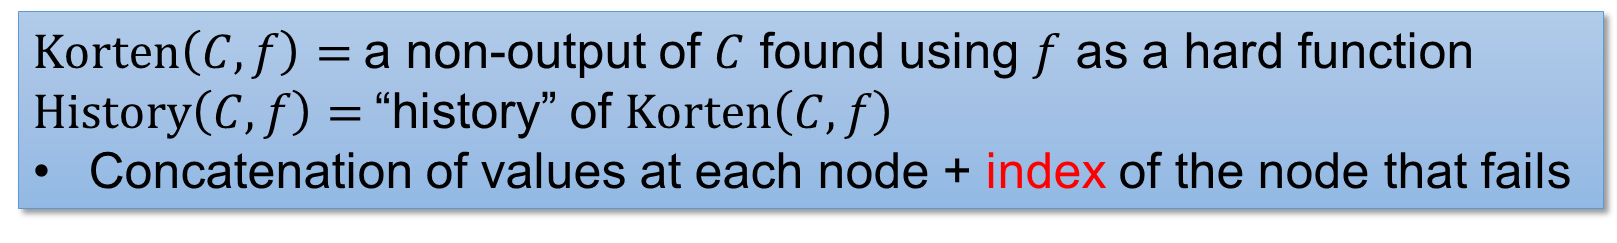 Korten(𝐶, 𝑓) = a non-output of 𝐶 found using 𝑓 as a hard function
History(𝐶, 𝑓) = “history” of Korten(𝐶, 𝑓)
• Concatenation of values at each node + index of the node that fails